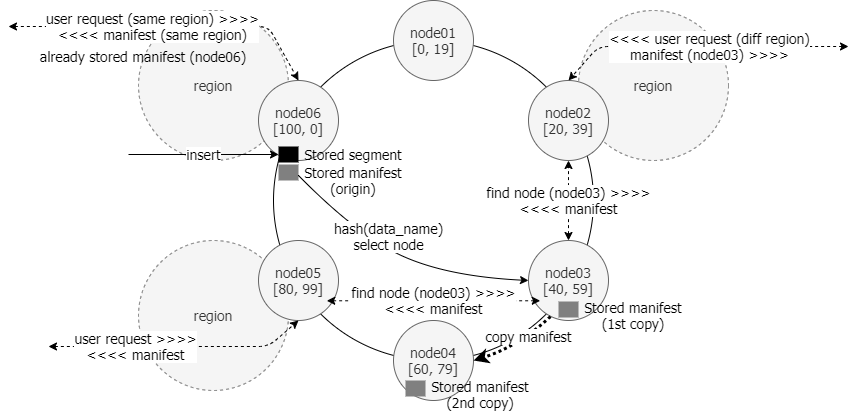 user request (same region) >>>>
<<<< manifest (same region)
already stored manifest (node06)
region
node01
[0, 19]
<<<< user request (diff region)
manifest (node03) >>>>
region
node06
[100, 0]
node02
[20, 39]
insert
Stored segment
Stored manifest
(origin)
find node (node03) >>>>
<<<< manifest
hash(data_name)
select node
node05
[80, 99]
node03
[40, 59]
find node (node03) >>>>
<<<< manifest
Stored manifest
(1st copy)
region
user request >>>>
<<<< manifest
copy manifest
node04
[60, 79]
Stored manifest
(2nd copy)